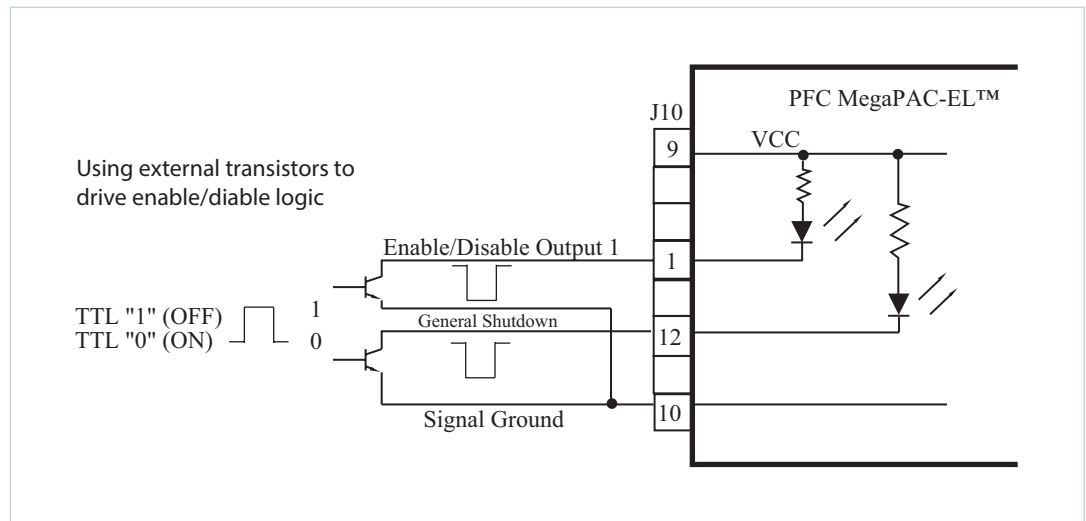 PFC MegaPAC-EL™
J10
9
VCC
Using external transistors to
drive enable/diable logic
Enable/Disable Output 1
1
TTL "1" (OFF)
1
TTL "0" (ON)
0
General Shutdown
12
Signal Ground
10